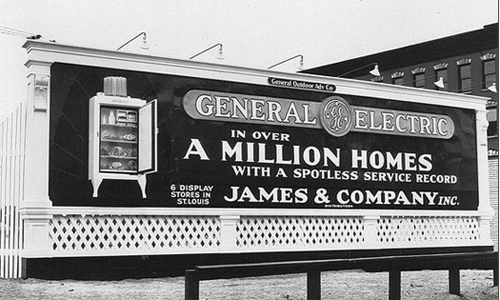 General Outdoor Adv Co
GENERAL GE ELECTRIC
IN OVER
A MILLION HOMES
WITH A SPOTLESS SERVICE RECORD
6 DISPLAY
STORES IN
ST. LOUIS
JAMES & COMPANY INC.
DISTRIBUTORS